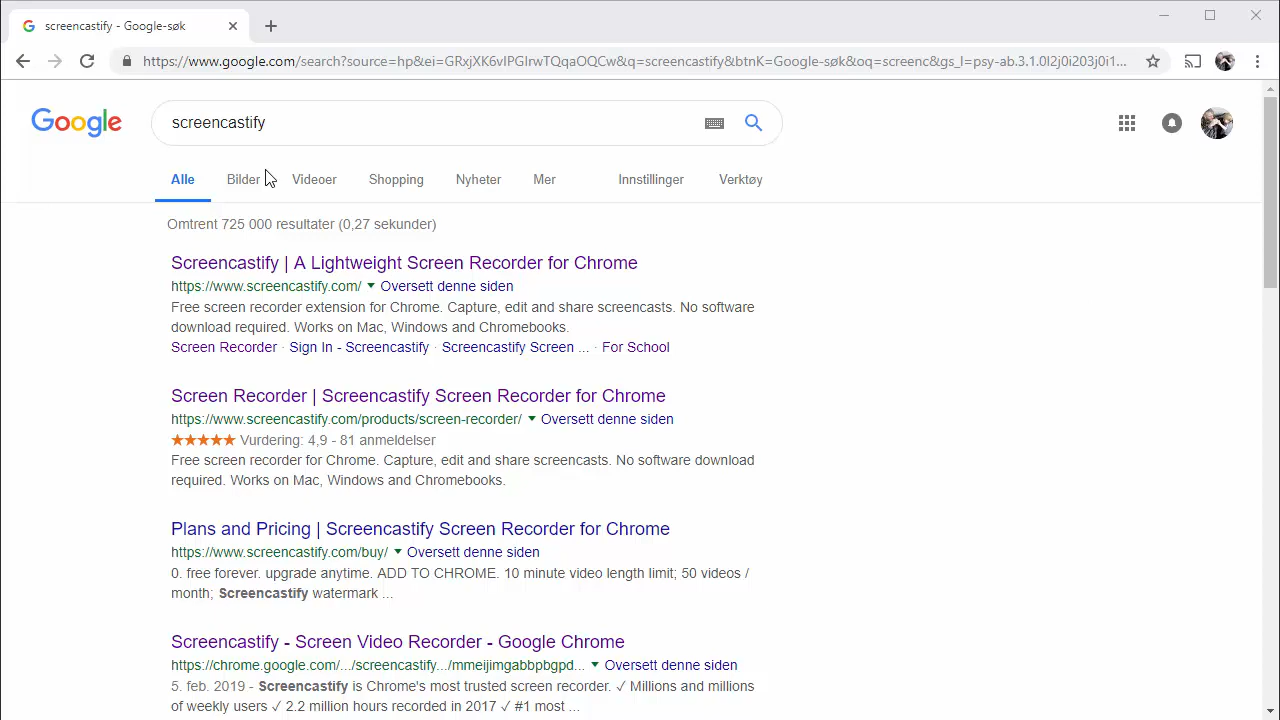 screencastify - Google-søk
https://www.google.com/search?source=hp&ei=GRxjXK6vIPGrrwTQqaOQCw&q=screencastify&btnK=Google-søk&oq=screenc&gs_l=psy-ab.3.1.0l2j0i203j0i1...
Google
screencastify
Alle Bilder Videoer Shopping Nyheter Mer Innstillinger Verktøy
Omtrent 725 000 resultater (0,27 sekunder)
Screencastify | A Lightweight Screen Recorder for Chrome
https://www.screencastify.com/ Oversett denne siden
Free screen recorder extension for Chrome. Capture, edit and share screencasts. No software
download required. Works on Mac, Windows and Chromebooks.
Screen Recorder · Sign In - Screencastify · Screencastify Screen ... · For School
Screen Recorder | Screencastify Screen Recorder for Chrome
https://www.screencastify.com/products/screen-recorder/ Oversett denne siden
★★★★★ Vurdering: 4,9 - 81 anmeldelser
Free screen recorder for Chrome. Capture, edit and share screencasts. No software download
required. Works on Mac, Windows and Chromebooks.
Plans and Pricing | Screencastify Screen Recorder for Chrome
https://www.screencastify.com/buy/ Oversett denne siden
0. free forever. upgrade anytime. ADD TO CHROME. 10 minute video length limit; 50 videos /
month; Screencastify watermark ...
Screencastify - Screen Video Recorder - Google Chrome
https://chrome.google.com/.../screencastify.../mmeijimgabbpbgpd... Oversett denne siden
5. feb. 2019 - Screencastify is Chrome's most trusted screen recorder. ✓ Millions and millions
of weekly users ✓ 2.2 million hours recorded in 2017 ✓ #1 most ...